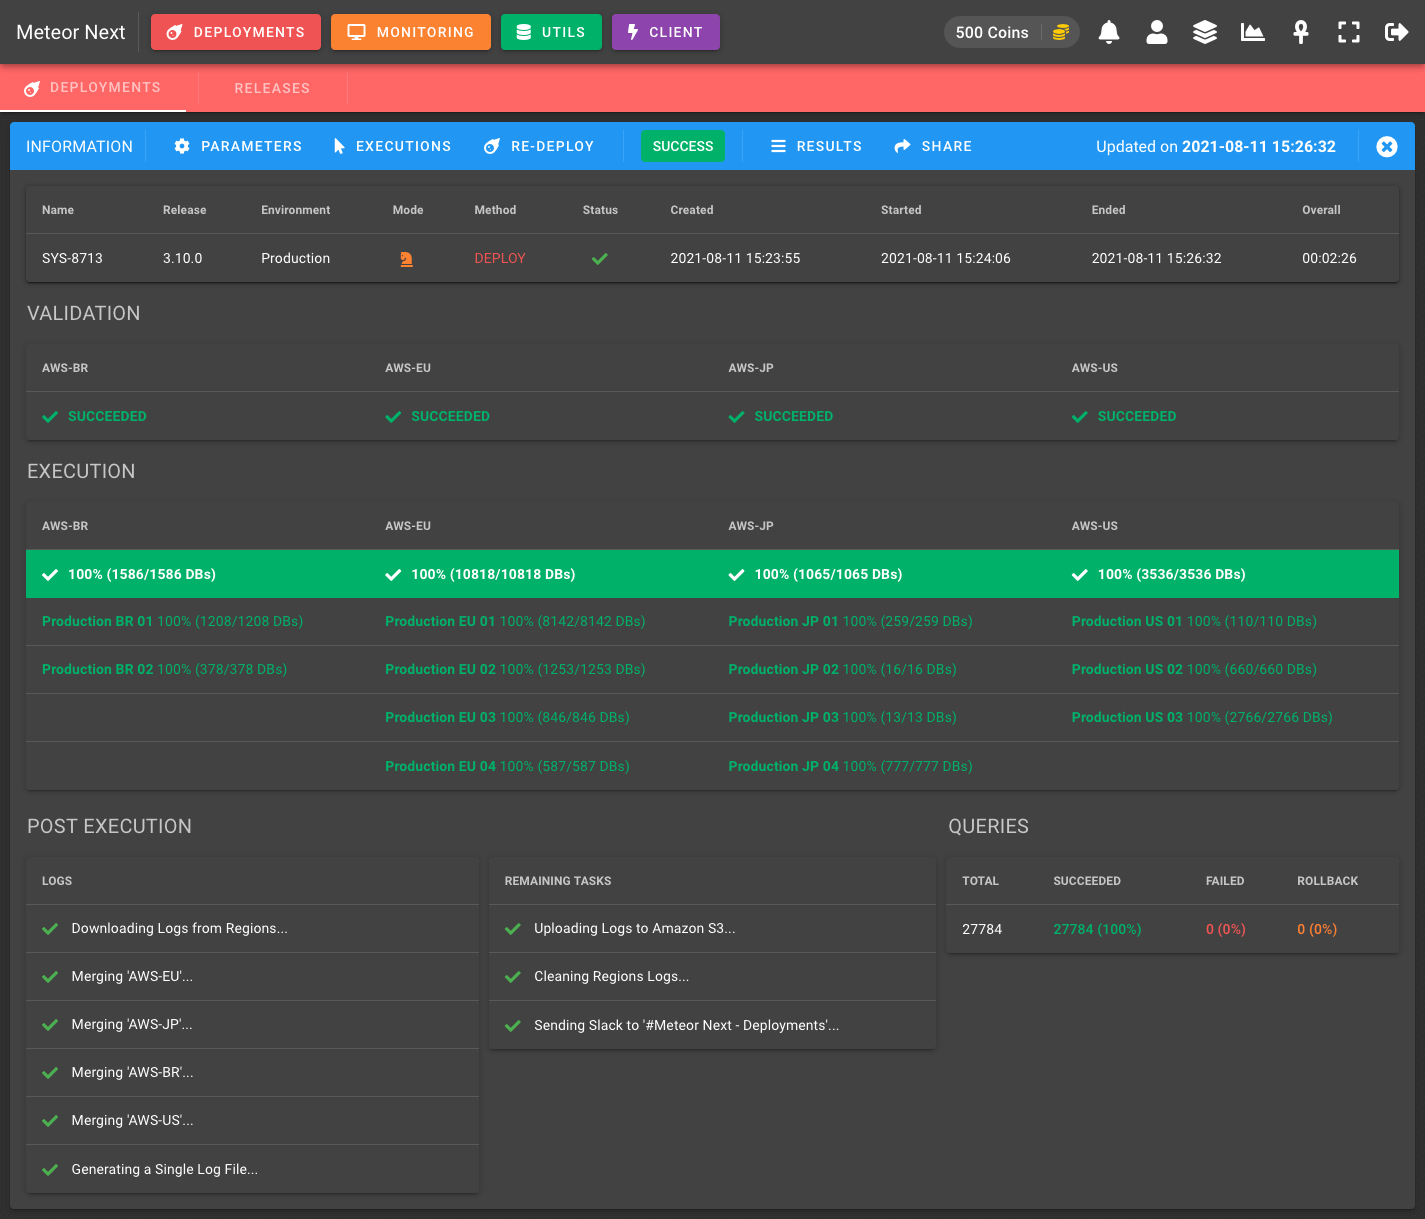 Meteor Next DEPLOYMENTS MONITORING UTILS CLIENT 500 Coins
DEPLOYMENTS RELEASES
INFORMATION PARAMETERS EXECUTIONS RE-DEPLOY SUCCESS RESULTS SHARE Updated on 2021-08-11 15:26:32
Name Release Environment Mode Method Status Created Started Ended Overall
SYS-8713 3.10.0 Production DEPLOY 2021-08-11 15:23:55 2021-08-11 15:24:06 2021-08-11 15:26:32 00:02:26
VALIDATION
AWS-BR AWS-EU AWS-JP AWS-US
SUCCEEDED SUCCEEDED SUCCEEDED SUCCEEDED
EXECUTION
AWS-BR AWS-EU AWS-JP AWS-US
100% (1586/1586 DBs) 100% (10818/10818 DBs) 100% (1065/1065 DBs) 100% (3536/3536 DBs)
Production BR 01 100% (1208/1208 DBs) Production EU 01 100% (8142/8142 DBs) Production JP 01 100% (259/259 DBs) Production US 01 100% (110/110 DBs)
Production BR 02 100% (378/378 DBs) Production EU 02 100% (1253/1253 DBs) Production JP 02 100% (16/16 DBs) Production US 02 100% (660/660 DBs)
Production EU 03 100% (846/846 DBs) Production JP 03 100% (13/13 DBs) Production US 03 100% (2766/2766 DBs)
Production EU 04 100% (587/587 DBs) Production JP 04 100% (777/777 DBs)
POST EXECUTION
LOGS
Downloading Logs from Regions...
Merging 'AWS-EU'...
Merging 'AWS-JP'...
Merging 'AWS-BR'...
Merging 'AWS-US'...
Generating a Single Log File...
REMAINING TASKS
Uploading Logs to Amazon S3...
Cleaning Regions Logs...
Sending Slack to '#Meteor Next - Deployments'...
QUERIES
TOTAL SUCCEEDED FAILED ROLLBACK
27784 27784 (100%) 0 (0%) 0 (0%)